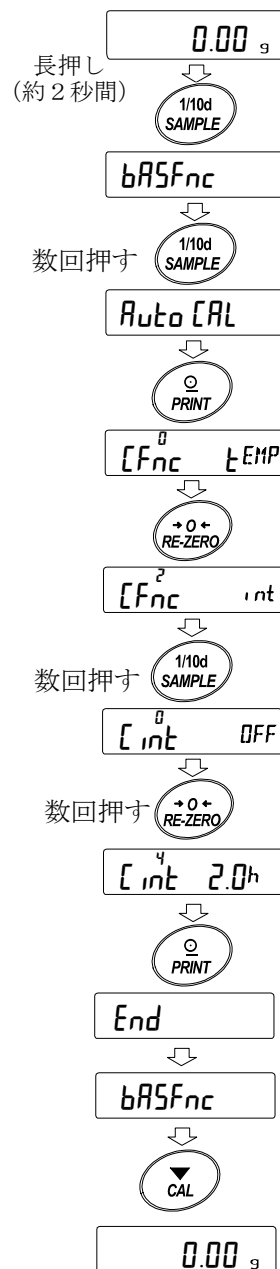 0.00 g
長押し
(約２秒間)
1/10d
SAMPLE
bASFnc
数回押す
1/10d
SAMPLE
Auto CAL
PRINT
0
CFnc tEMP
→0←
RE-ZERO
2
CFnc int
数回押す
1/10d
SAMPLE
0
C int OFF
数回押す
→0←
RE-ZERO
4
C int 2.0h
PRINT
End
bASFnc
CAL
0.00 g